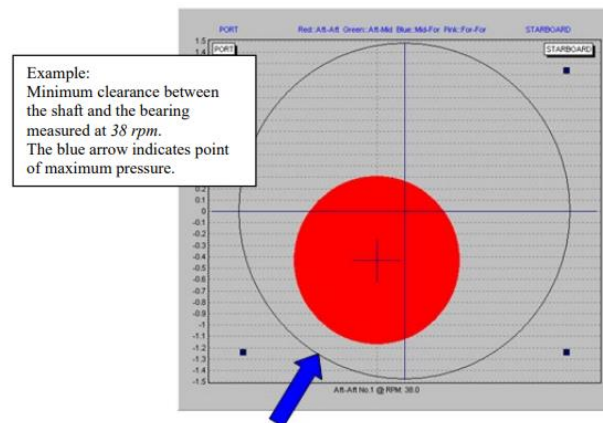 PORT Red:Aft-Aft Green:Aft-Mid Blue:Mid-For Pink:For-For STARBOARD
1.5
PORT STARBOARD
1.4
1.3
Example:
Minimum clearance between
the shaft and the bearing
measured at 38 rpm.
The blue arrow indicates point
of maximum pressure.
0.2
0.1
0
-0.1
-0.2
-0.3
-0.4
-0.5
-0.6
-0.7
-0.8
-0.9
-1
-1.1
-1.2
-1.3
-1.4
-1.5
Aft-Aft No.1 @ RPM: 38.0